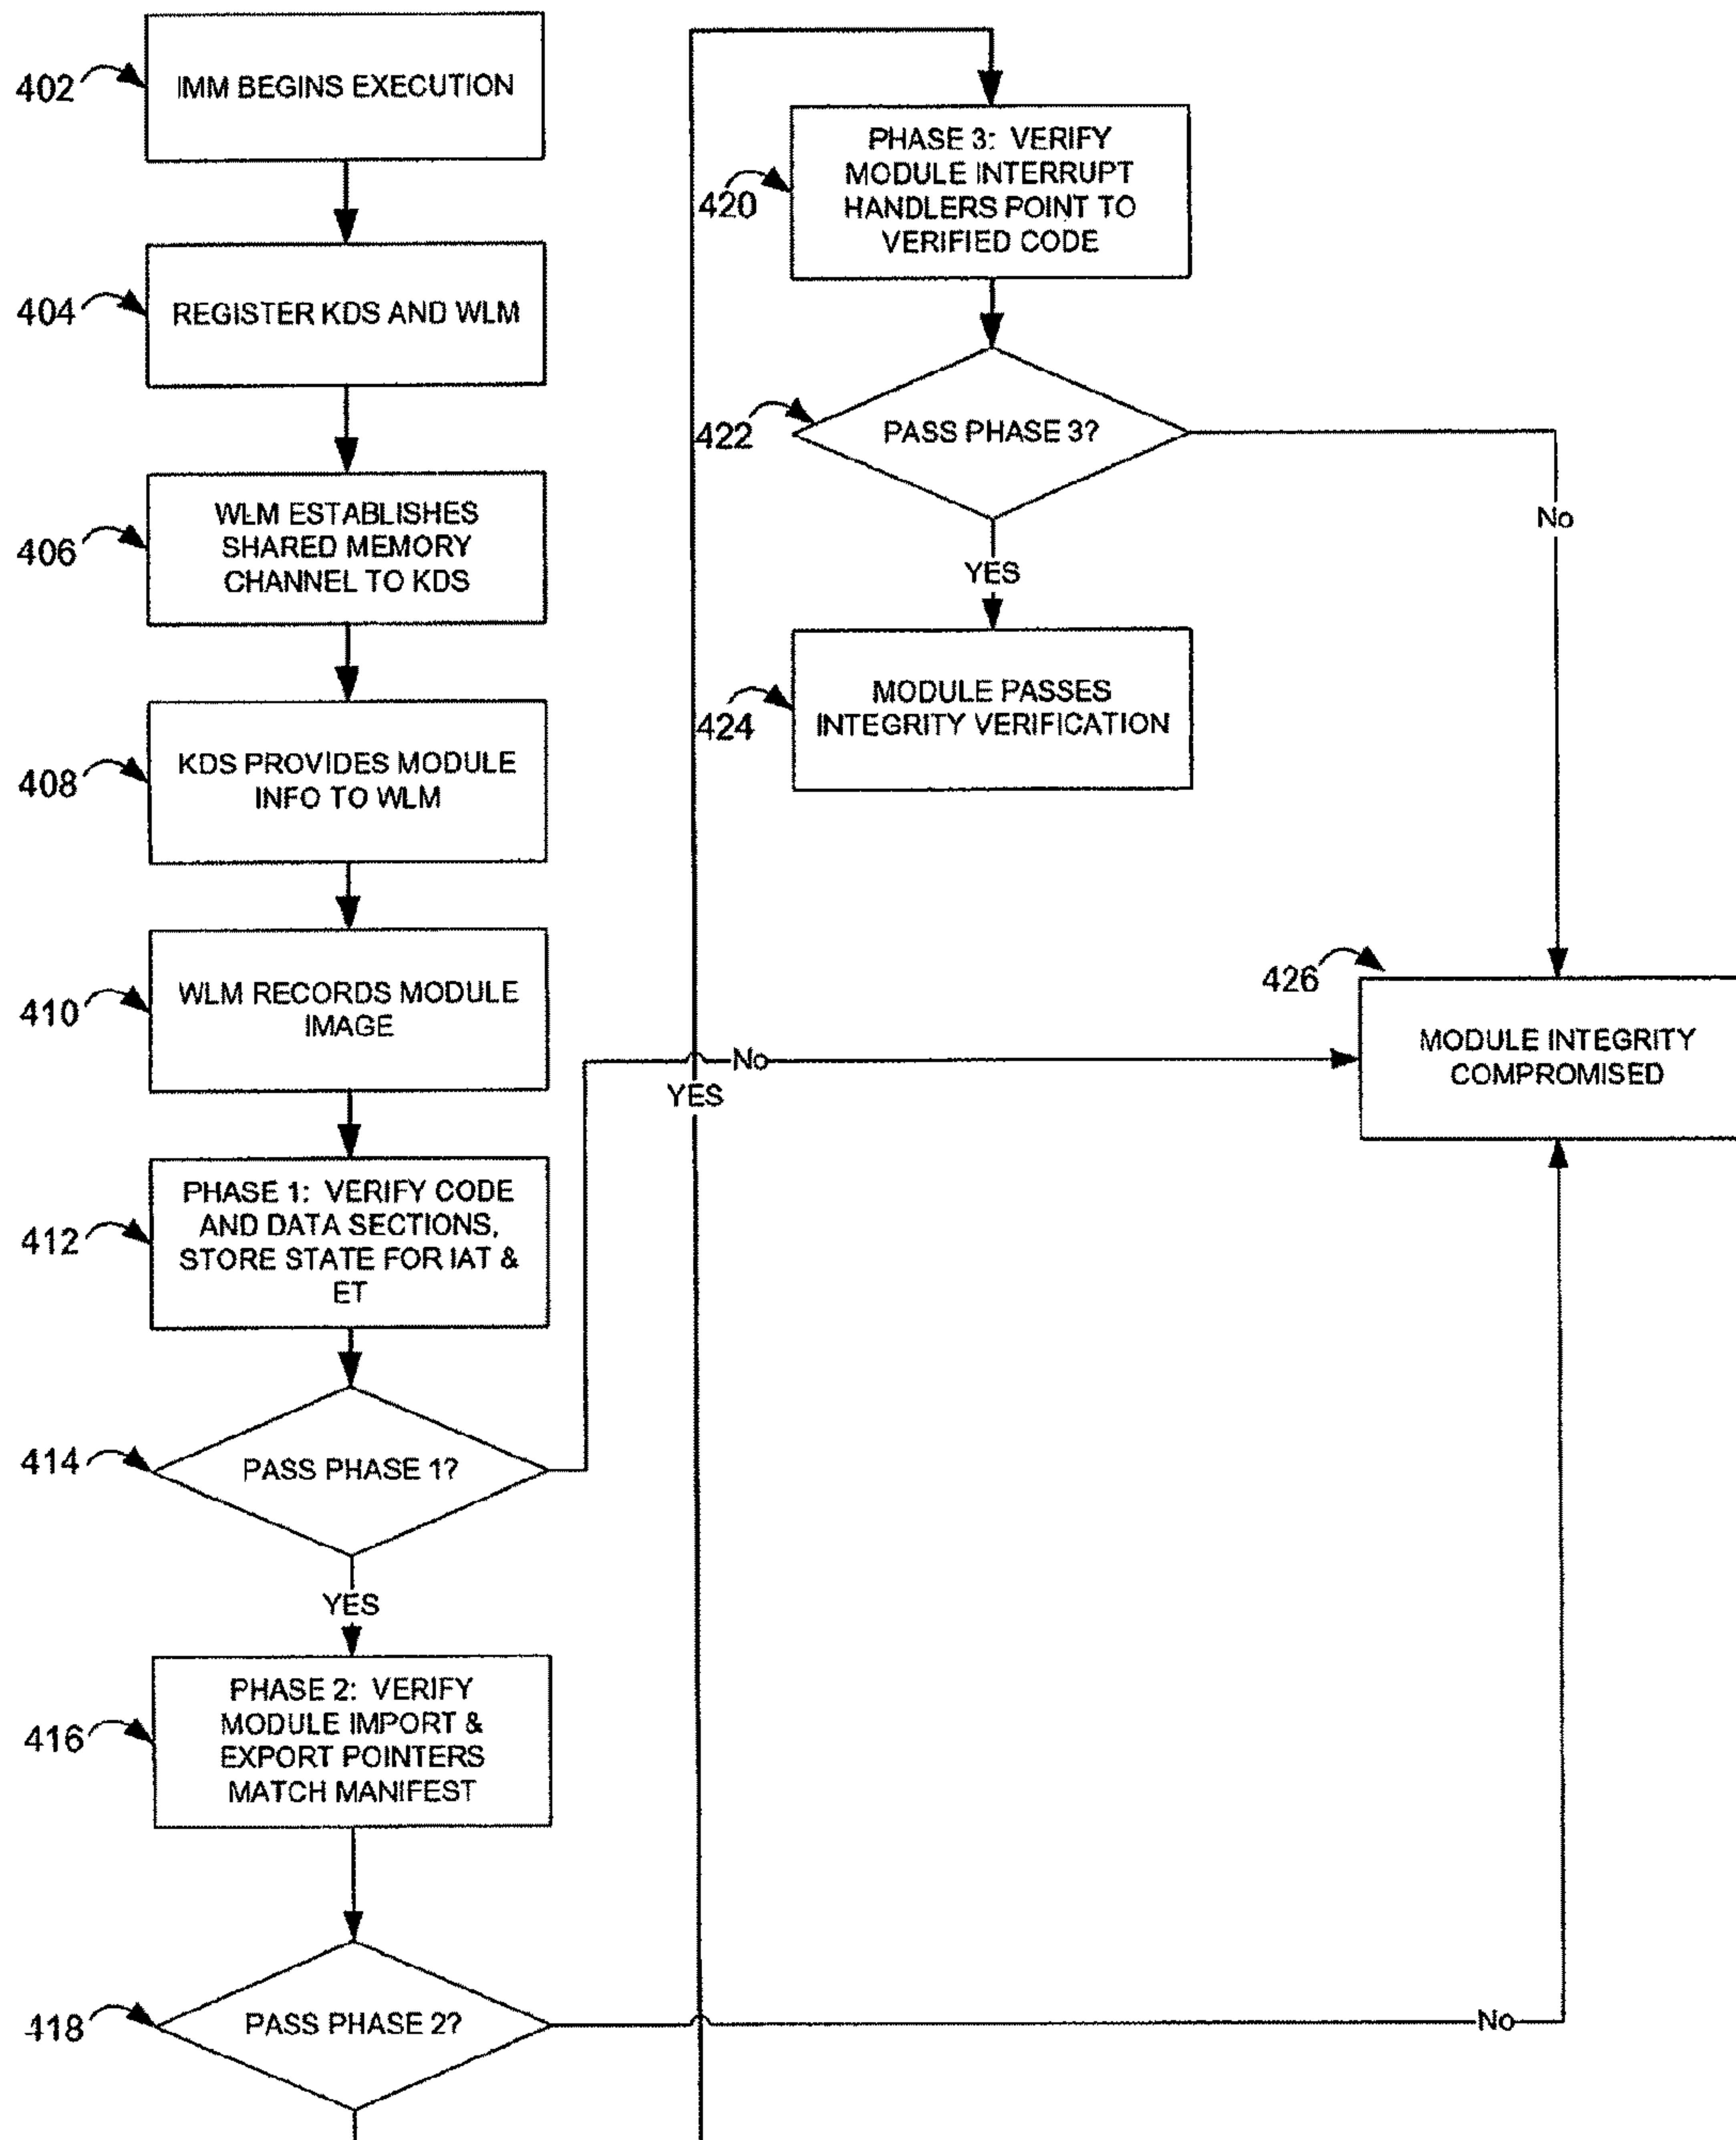 402
IMM BEGINS EXECUTION
404
REGISTER KDS AND WLM
406
WLM ESTABLISHES
SHARED MEMORY
CHANNEL TO KDS
408
KDS PROVIDES MODULE
INFO TO WLM
410
WLM RECORDS MODULE
IMAGE
412
PHASE 1: VERIFY CODE
AND DATA SECTIONS,
STORE STATE FOR IAT &
ET
414
PASS PHASE 1?
No
YES
416
PHASE 2: VERIFY
MODULE IMPORT &
EXPORT POINTERS
MATCH MANIFEST
418
PASS PHASE 2?
No
YES
420
PHASE 3: VERIFY
MODULE INTERRUPT
HANDLERS POINT TO
VERIFIED CODE
422
PASS PHASE 3?
No
YES
424
MODULE PASSES
INTEGRITY VERIFICATION
426
MODULE INTEGRITY
COMPROMISED